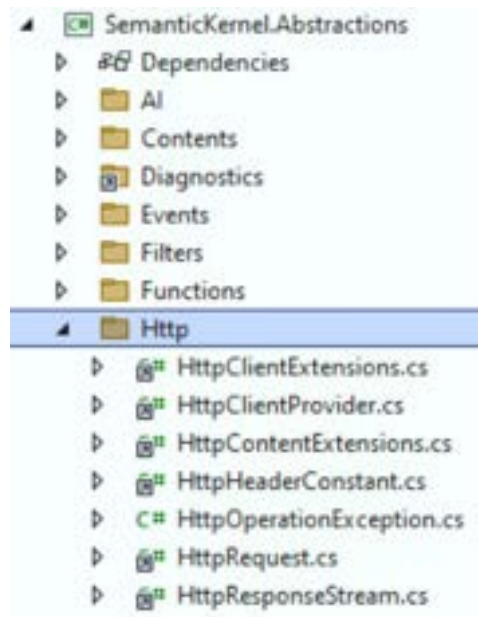 SemanticKernel.Abstractions
Dependencies
AI
Contents
Diagnostics
Events
Filters
Functions
Http
HttpClientExtensions.cs
HttpClientProvider.cs
HttpContentExtensions.cs
HttpHeaderConstant.cs
C# HttpOperationException.cs
HttpRequest.cs
HttpResponseStream.cs